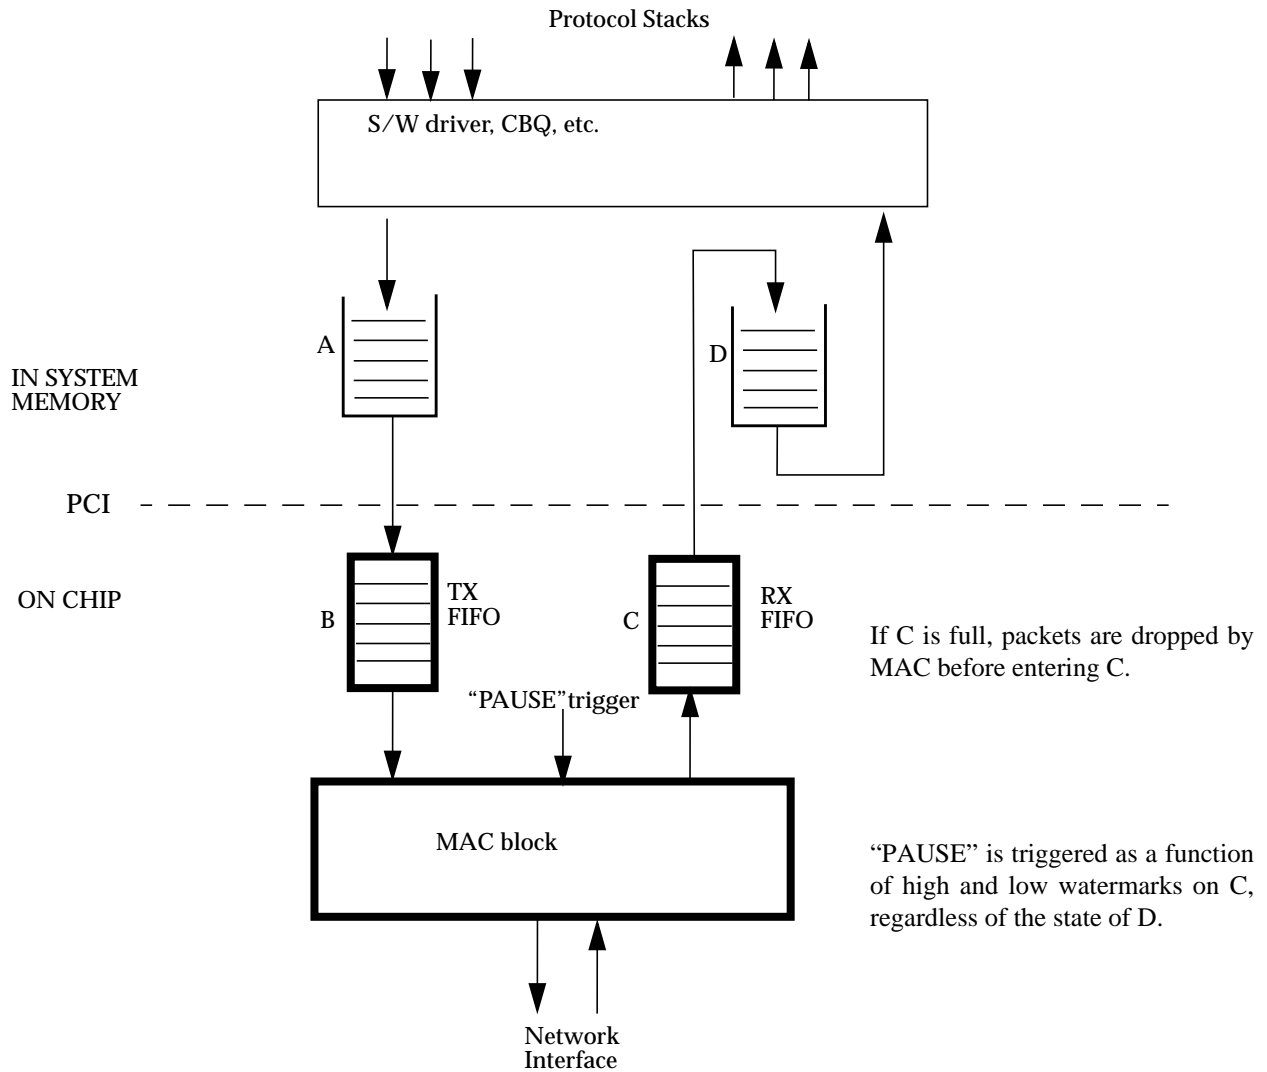 Protocol Stacks
S/W driver, CBQ, etc.
A
D
IN SYSTEM
MEMORY
PCI
ON CHIP
B
TX
FIFO
C
RX
FIFO
If C is full, packets are dropped by
MAC before entering C.
“PAUSE”trigger
MAC block
“PAUSE” is triggered as a function
of high and low watermarks on C,
regardless of the state of D.
Network
Interface